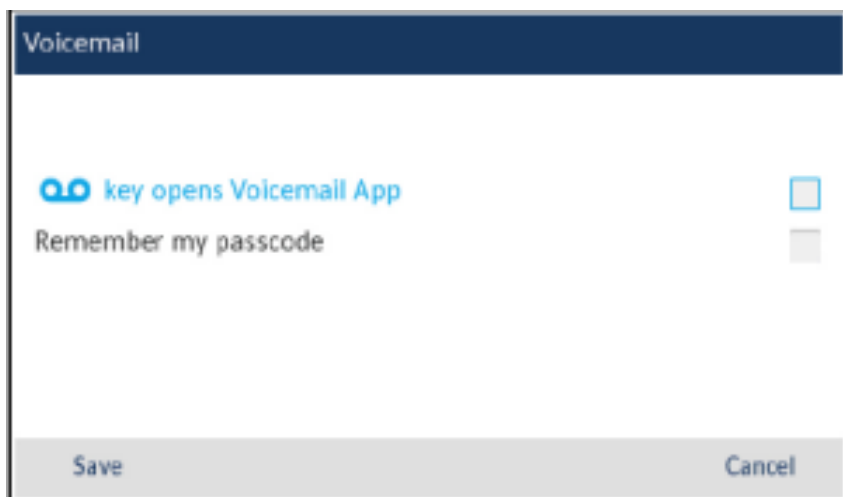 Voicemail
key opens Voicemail App
Remember my passcode
Save
Cancel